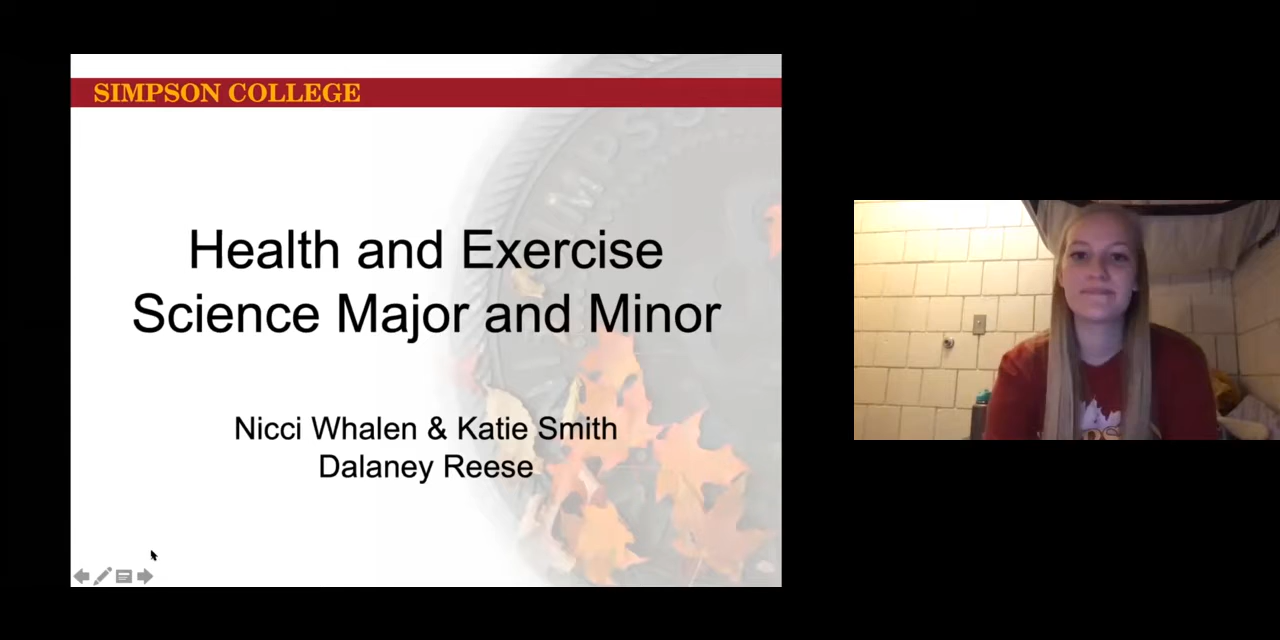 SIMPSON COLLEGE
Health and Exercise
Science Major and Minor
Nicci Whalen & Katie Smith
Dalaney Reese